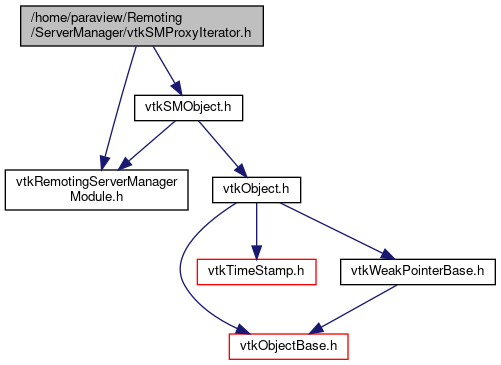 /home/paraview/Remoting
/ServerManager/vtkSMProxyIterator.h
vtkSMObject.h
vtkRemotingServerManager
Module.h
vtkObject.h
vtkTimeStamp.h
vtkWeakPointerBase.h
vtkObjectBase.h